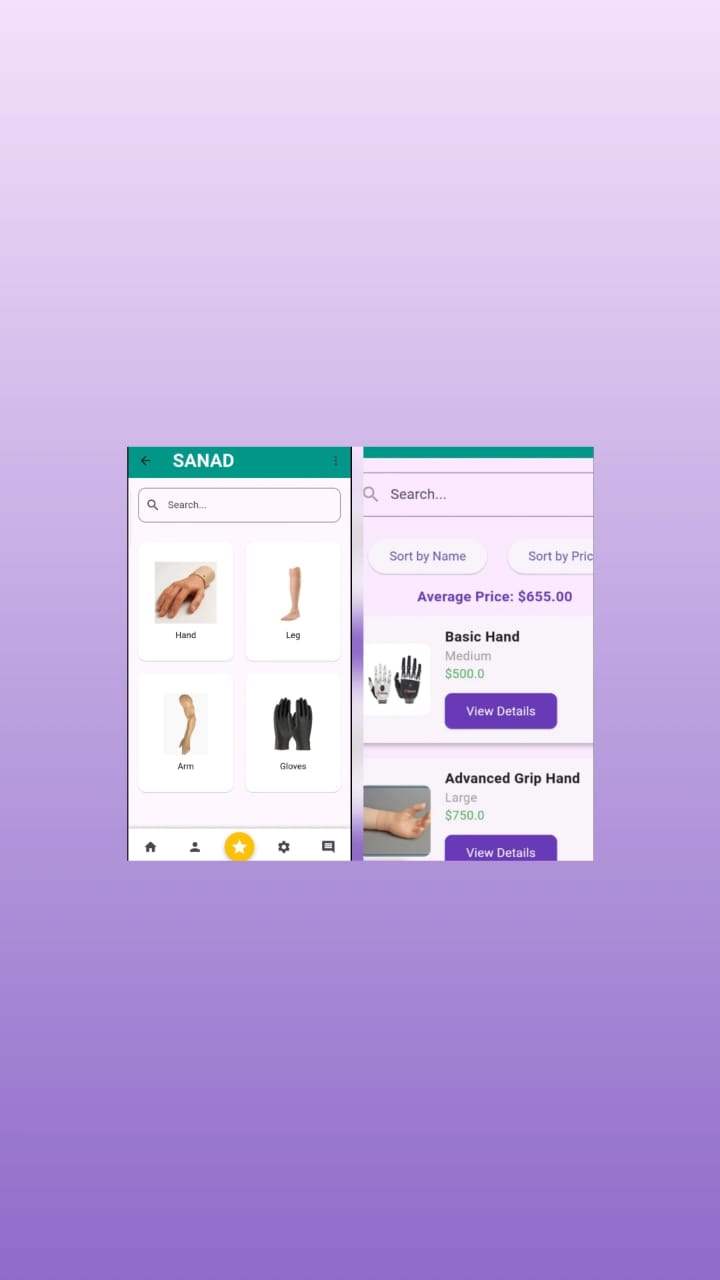 SANAD
Search...
Hand
Leg
Arm
Gloves
Search...
Sort by Name
Sort by Pric
Average Price: $655.00
Basic Hand
Medium
$500.0
View Details
Advanced Grip Hand
Large
$750.0
View Details